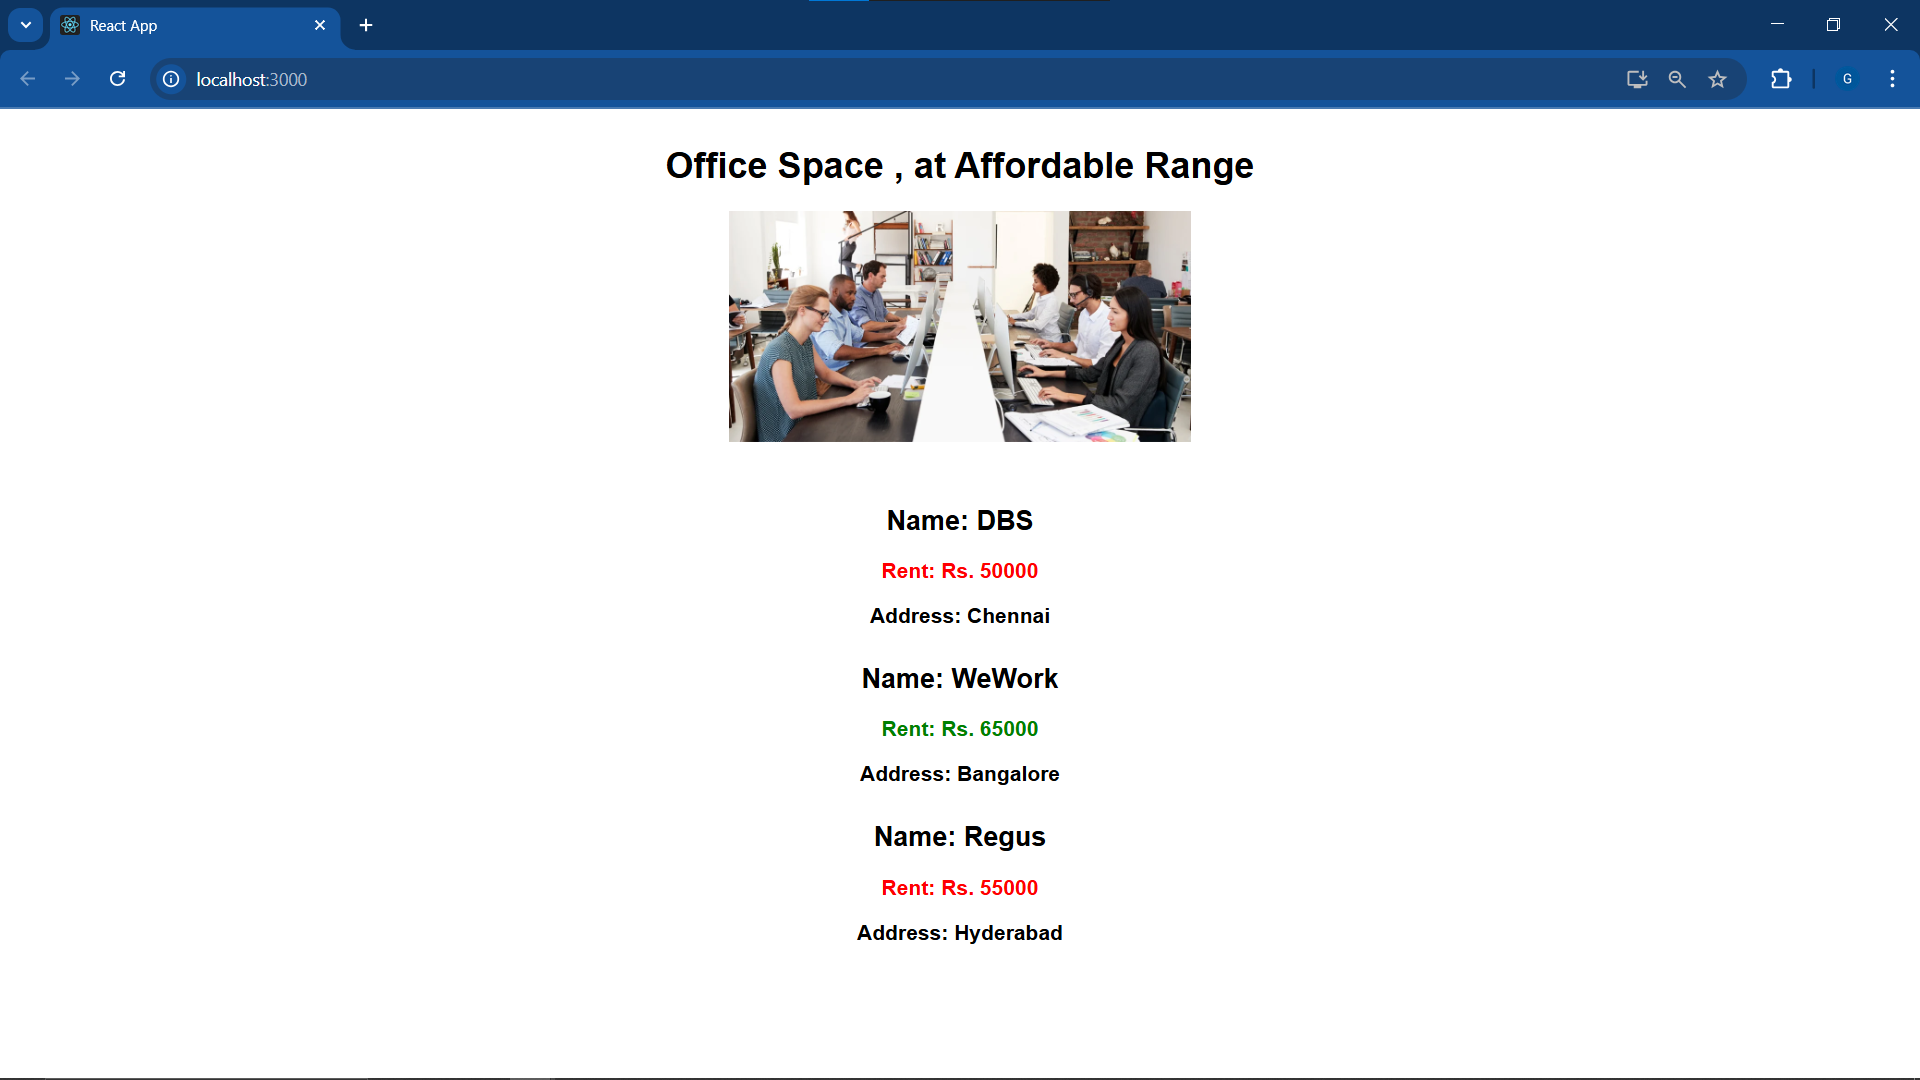 React App
localhost:3000
G
Office Space , at Affordable Range
Name: DBS
Rent: Rs. 50000
Address: Chennai
Name: WeWork
Rent: Rs. 65000
Address: Bangalore
Name: Regus
Rent: Rs. 55000
Address: Hyderabad